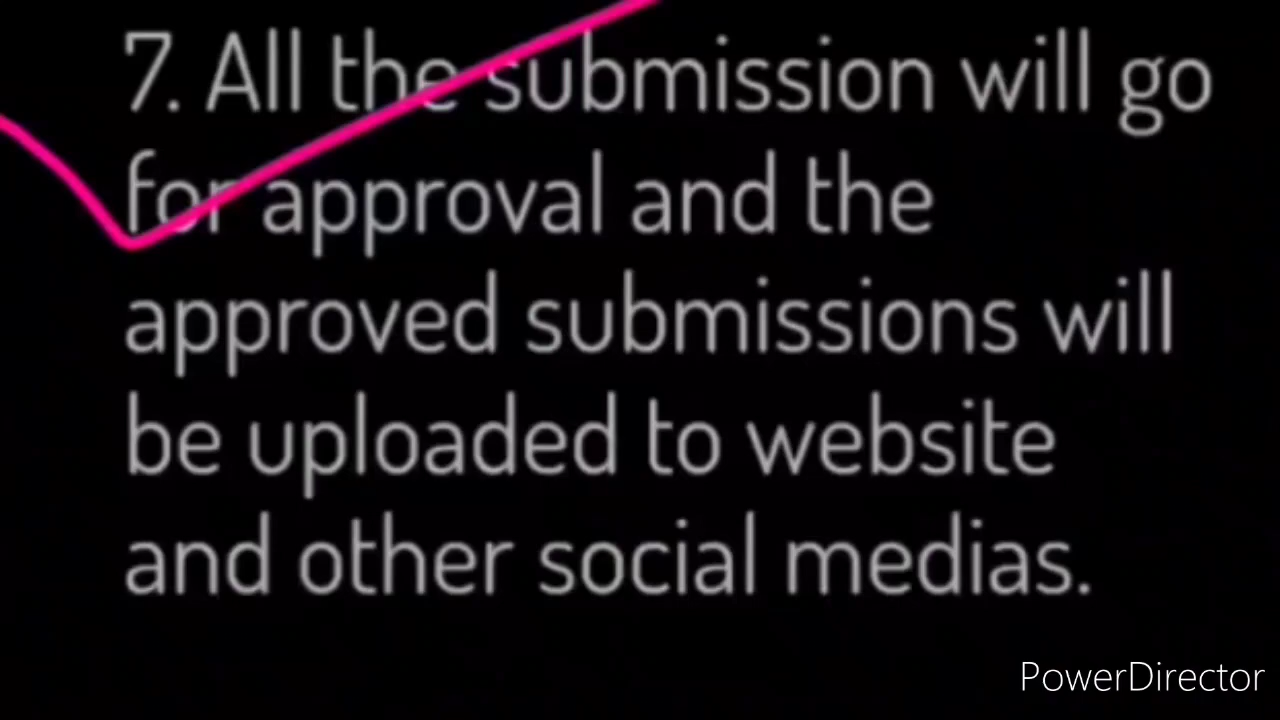 7. All the submission will go
for approval and the
approved submissions will
be uploaded to website
and other social medias.
PowerDirector